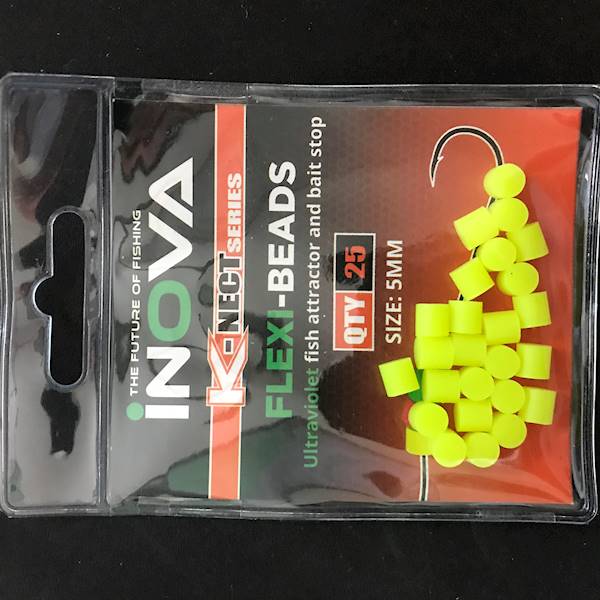 THE FUTURE OF FISHING
iNOVA
K-NECT SERIES
FLEXI-BEADS
Ultraviolet fish attractor and bait stop
QTY 25
SIZE: 5MM